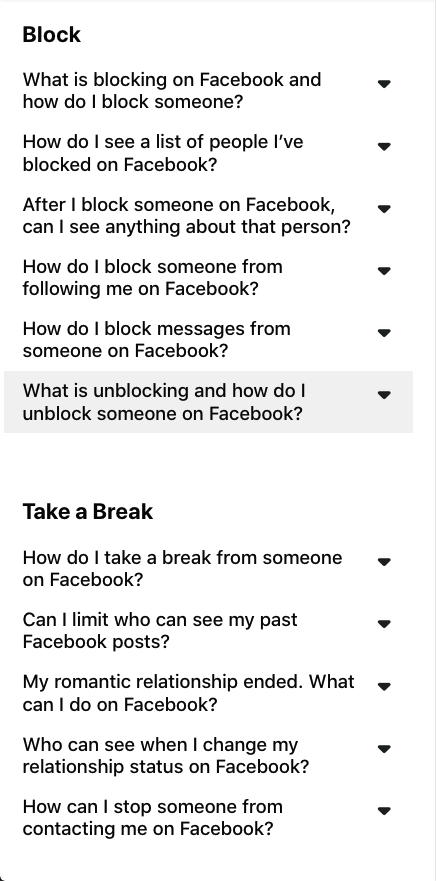 Block
What is blocking on Facebook and
how do I block someone?
How do I see a list of people I’ve
blocked on Facebook?
After I block someone on Facebook,
can I see anything about that person?
How do I block someone from
following me on Facebook?
How do I block messages from
someone on Facebook?
What is unblocking and how do I
unblock someone on Facebook?
Take a Break
How do I take a break from someone
on Facebook?
Can I limit who can see my past
Facebook posts?
My romantic relationship ended. What
can I do on Facebook?
Who can see when I change my
relationship status on Facebook?
How can I stop someone from
contacting me on Facebook?